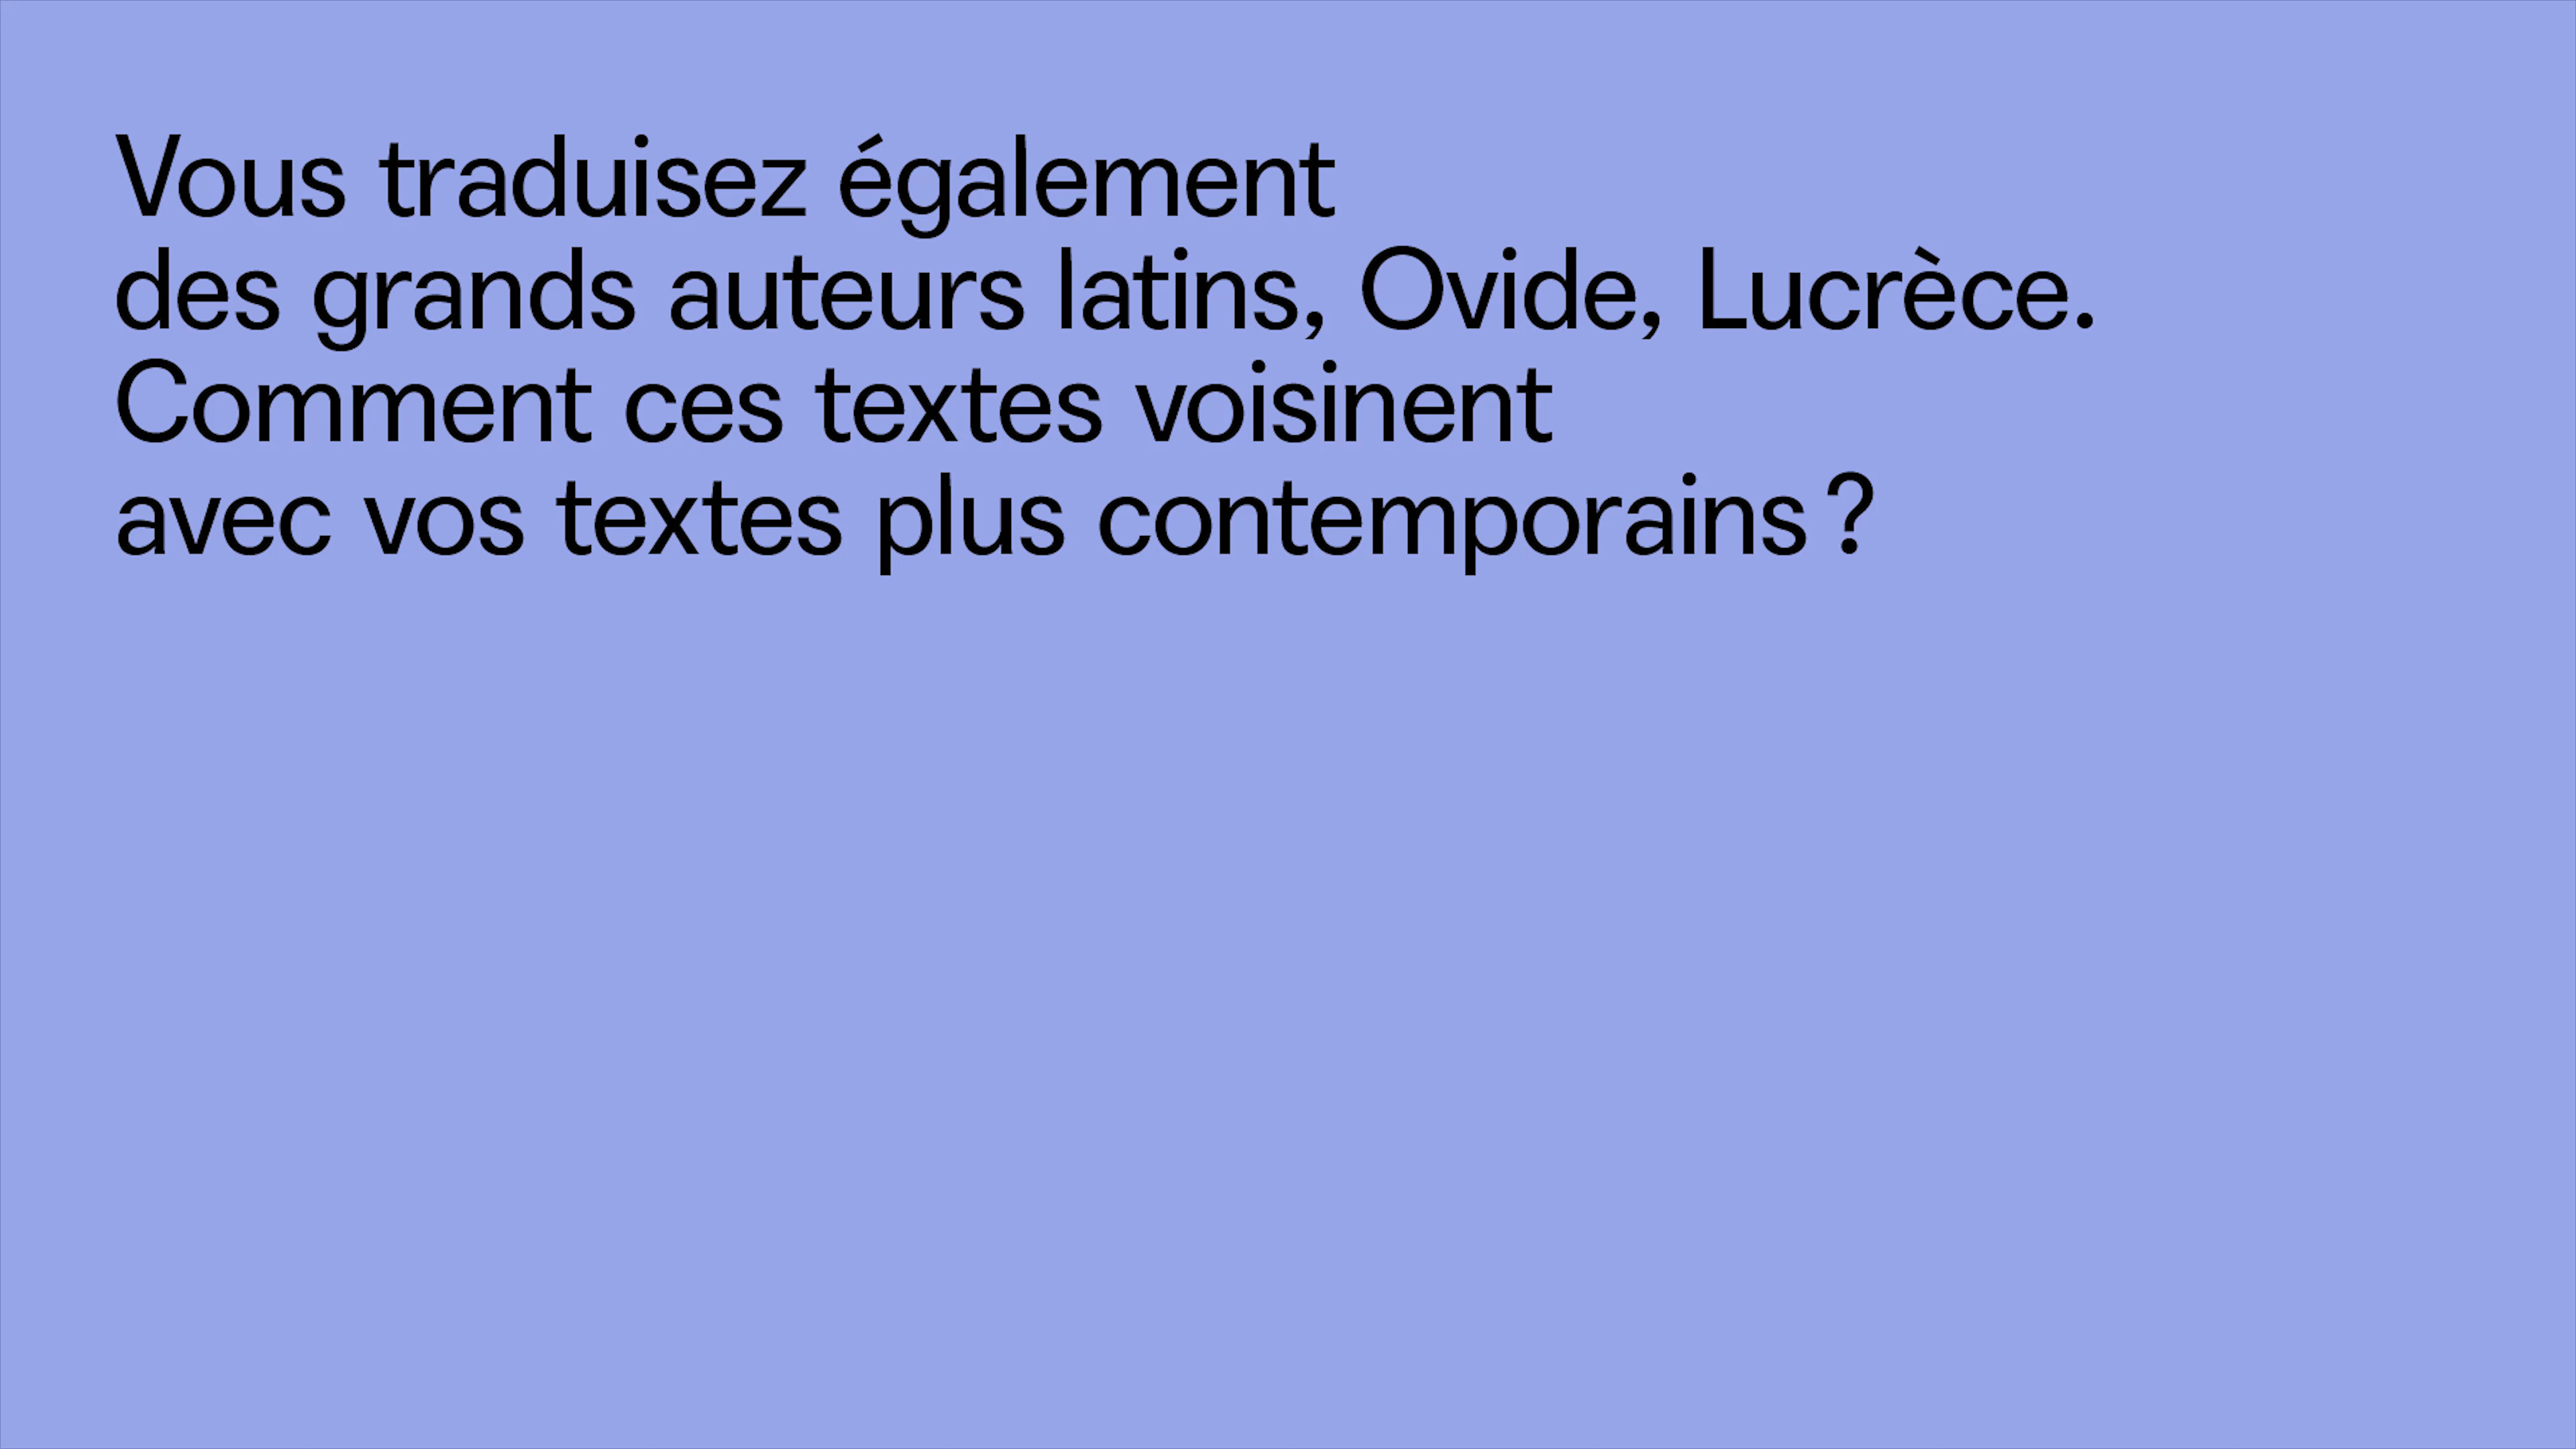 Vous traduisez également
des grands auteurs latins, Ovide, Lucrèce.
Comment ces textes voisinent
avec vos textes plus contemporains ?